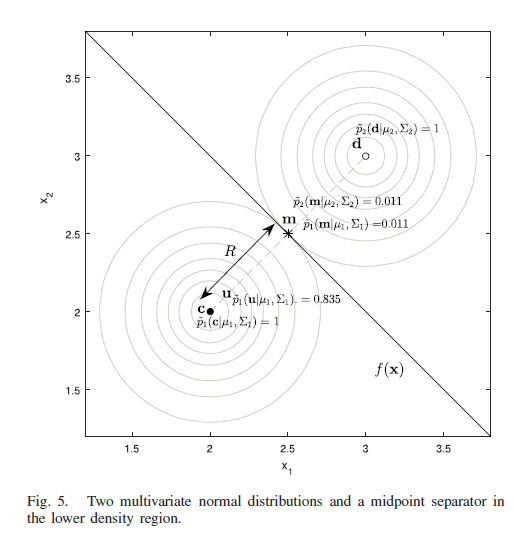 3.5
p̃₂(d|μ₂, Σ₂) = 1
d
3
p̃₂(m|μ₂, Σ₂) = 0.011
m
p̃₁(m|μ₁, Σ₁) =0.011
2.5
x₂
R
u
p̃₁(u|μ₁, Σ₁). = 0.835
c
2
p̃₁(c|μ₁, Σ₁) = 1
f(x)
1.5
1.5 2 2.5 3 3.5
x₁
Fig. 5. Two multivariate normal distributions and a midpoint separator in
the lower density region.